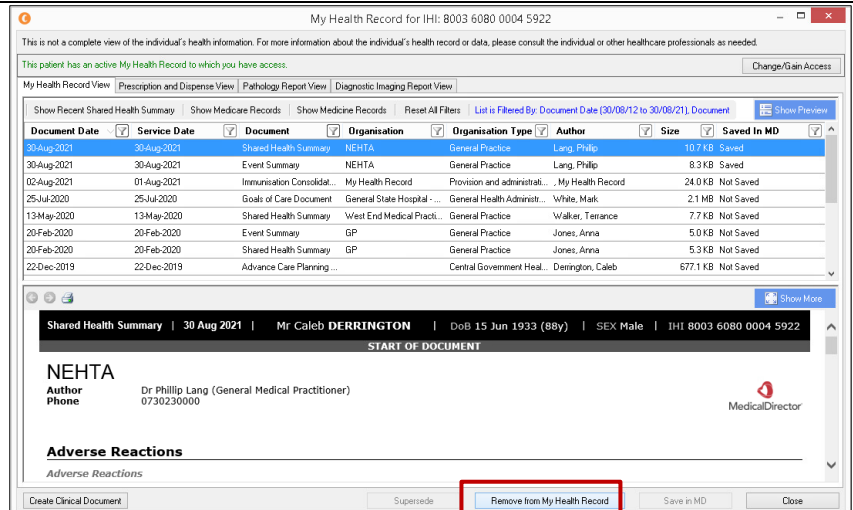 My Health Record for IHI: 8003 6080 0004 5922
This is not a complete view of the individual's health information. For more information about the individual's health record or data, please consult the individual or other healthcare professionals as needed.
This patient has an active My Health Record to which you have access. Change/Gain Access
My Health Record View Prescription and Dispense View Pathology Report View Diagnostic Imaging Report View
Show Recent Shared Health Summary Show Medicare Records Show Medicine Records Reset All Filters List is Filtered By: Document Date (30/08/12 to 30/08/21), Document Show Preview
Document Date Service Date Document Organisation Organisation Type Author Size Saved In MD
30-Aug-2021 30-Aug-2021 Shared Health Summary NEHTA General Practice Lang, Phillip 10.7 KB Saved
30-Aug-2021 30-Aug-2021 Event Summary NEHTA General Practice Lang, Phillip 8.3 KB Saved
02-Aug-2021 01-Aug-2021 Immunisation Consolidat... My Health Record Provision and administrati... , My Health Record 24.0 KB Not Saved
25-Jul-2020 25-Jul-2020 Goals of Care Document General State Hospital - ... General Health Administr... White, Mark 2.1 MB Not Saved
13-May-2020 13-May-2020 Shared Health Summary West End Medical Practi... General Practice Walker, Terrance 7.7 KB Not Saved
20-Feb-2020 20-Feb-2020 Event Summary GP General Practice Jones, Anna 5.0 KB Not Saved
20-Feb-2020 20-Feb-2020 Shared Health Summary GP General Practice Jones, Anna 5.3 KB Not Saved
22-Dec-2019 22-Dec-2019 Advance Care Planning ... Central Government Heal... Derrington, Caleb 677.1 KB Not Saved
Show More
Shared Health Summary | 30 Aug 2021 | Mr Caleb DERRINGTON | DoB 15 Jun 1933 (88y) | SEX Male | IHI 8003 6080 0004 5922
START OF DOCUMENT
NEHTA
Author Dr Phillip Lang (General Medical Practitioner)
Phone 0730230000
MedicalDirector
Adverse Reactions
Adverse Reactions
Create Clinical Document Supersede Remove from My Health Record Save in MD Close